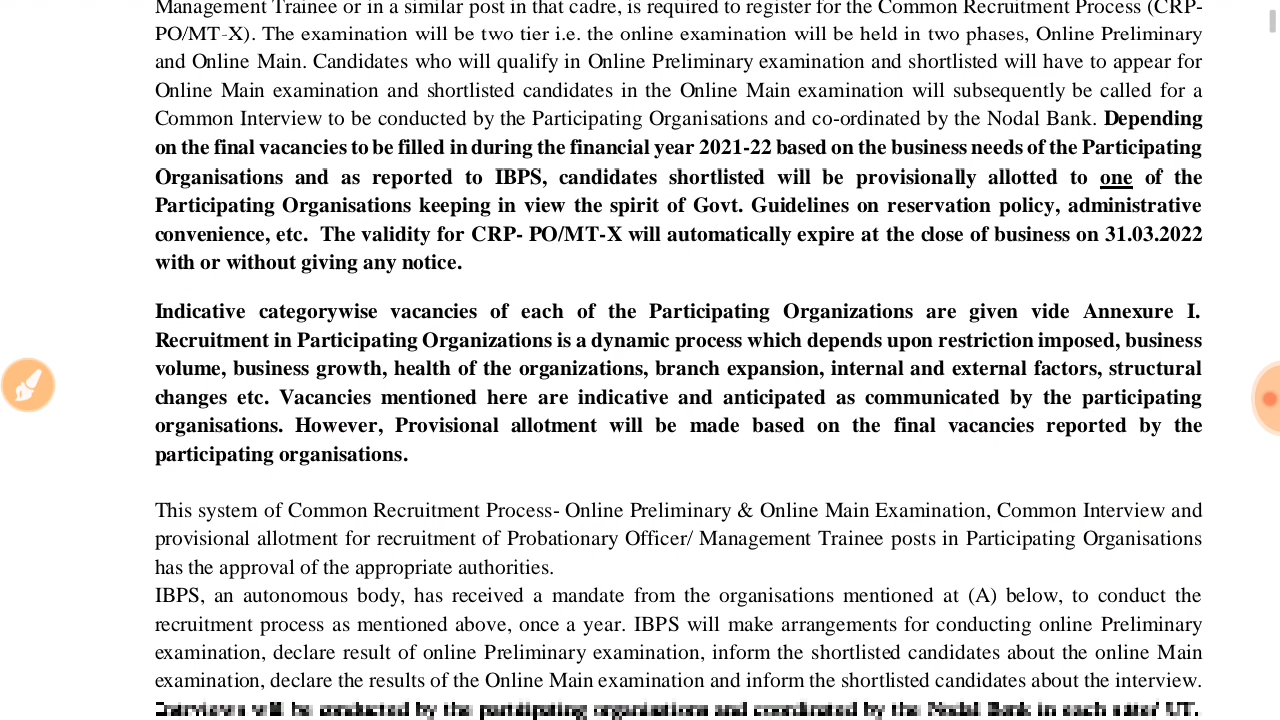 Management Trainee or in a similar post in that cadre, is required to register for the Common Recruitment Process (CRP-
PO/MT-X). The examination will be two tier i.e. the online examination will be held in two phases, Online Preliminary
and Online Main. Candidates who will qualify in Online Preliminary examination and shortlisted will have to appear for
Online Main examination and shortlisted candidates in the Online Main examination will subsequently be called for a
Common Interview to be conducted by the Participating Organisations and co-ordinated by the Nodal Bank. Depending
on the final vacancies to be filled in during the financial year 2021-22 based on the business needs of the Participating
Organisations and as reported to IBPS, candidates shortlisted will be provisionally allotted to one of the
Participating Organisations keeping in view the spirit of Govt. Guidelines on reservation policy, administrative
convenience, etc. The validity for CRP- PO/MT-X will automatically expire at the close of business on 31.03.2022
with or without giving any notice.
Indicative categorywise vacancies of each of the Participating Organizations are given vide Annexure I.
Recruitment in Participating Organizations is a dynamic process which depends upon restriction imposed, business
volume, business growth, health of the organizations, branch expansion, internal and external factors, structural
changes etc. Vacancies mentioned here are indicative and anticipated as communicated by the participating
organisations. However, Provisional allotment will be made based on the final vacancies reported by the
participating organisations.
This system of Common Recruitment Process- Online Preliminary & Online Main Examination, Common Interview and
provisional allotment for recruitment of Probationary Officer/ Management Trainee posts in Participating Organisations
has the approval of the appropriate authorities.
IBPS, an autonomous body, has received a mandate from the organisations mentioned at (A) below, to conduct the
recruitment process as mentioned above, once a year. IBPS will make arrangements for conducting online Preliminary
examination, declare result of online Preliminary examination, inform the shortlisted candidates about the online Main
examination, declare the results of the Online Main examination and inform the shortlisted candidates about the interview.
Interviews will be conducted by the participating organisations and coordinated by the Nodal Bank in each state/ UT.